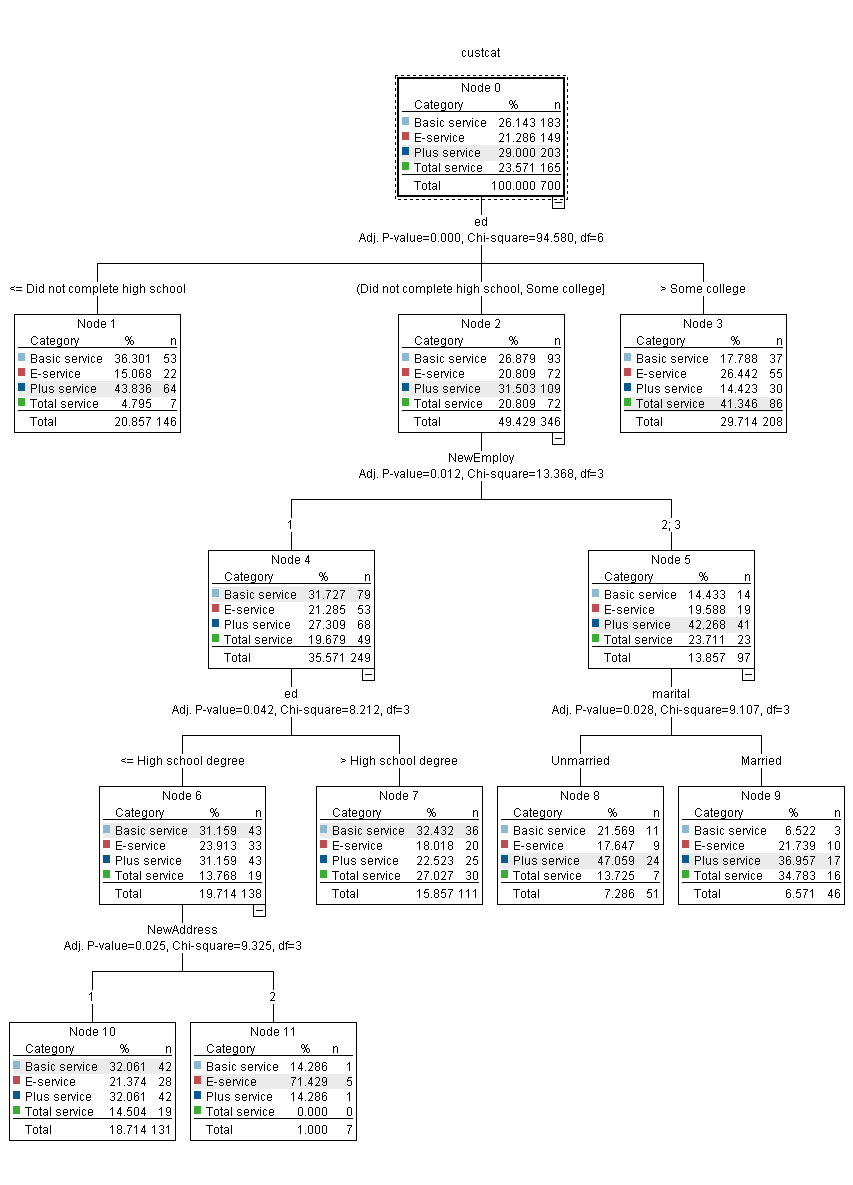 custcat
Node 0
Category % n
Basic service 26.143 183
E-service 21.286 149
Plus service 29.000 203
Total service 23.571 165
Total 100.000 700
ed
Adj. P-value=0.000, Chi-square=94.580, df=6
<= Did not complete high school
(Did not complete high school, Some college]
> Some college
Node 1
Category % n
Basic service 36.301 53
E-service 15.068 22
Plus service 43.836 64
Total service 4.795 7
Total 20.857 146
Node 2
Category % n
Basic service 26.879 93
E-service 20.809 72
Plus service 31.503 109
Total service 20.809 72
Total 49.429 346
Node 3
Category % n
Basic service 17.788 37
E-service 26.442 55
Plus service 14.423 30
Total service 41.346 86
Total 29.714 208
NewEmploy
Adj. P-value=0.012, Chi-square=13.368, df=3
1
2; 3
Node 4
Category % n
Basic service 31.727 79
E-service 21.285 53
Plus service 27.309 68
Total service 19.679 49
Total 35.571 249
Node 5
Category % n
Basic service 14.433 14
E-service 19.588 19
Plus service 42.268 41
Total service 23.711 23
Total 13.857 97
ed
Adj. P-value=0.042, Chi-square=8.212, df=3
marital
Adj. P-value=0.028, Chi-square=9.107, df=3
<= High school degree
> High school degree
Unmarried
Married
Node 6
Category % n
Basic service 31.159 43
E-service 23.913 33
Plus service 31.159 43
Total service 13.768 19
Total 19.714 138
Node 7
Category % n
Basic service 32.432 36
E-service 18.018 20
Plus service 22.523 25
Total service 27.027 30
Total 15.857 111
Node 8
Category % n
Basic service 21.569 11
E-service 17.647 9
Plus service 47.059 24
Total service 13.725 7
Total 7.286 51
Node 9
Category % n
Basic service 6.522 3
E-service 21.739 10
Plus service 36.957 17
Total service 34.783 16
Total 6.571 46
NewAddress
Adj. P-value=0.025, Chi-square=9.325, df=3
1
2
Node 10
Category % n
Basic service 32.061 42
E-service 21.374 28
Plus service 32.061 42
Total service 14.504 19
Total 18.714 131
Node 11
Category % n
Basic service 14.286 1
E-service 71.429 5
Plus service 14.286 1
Total service 0.000 0
Total 1.000 7